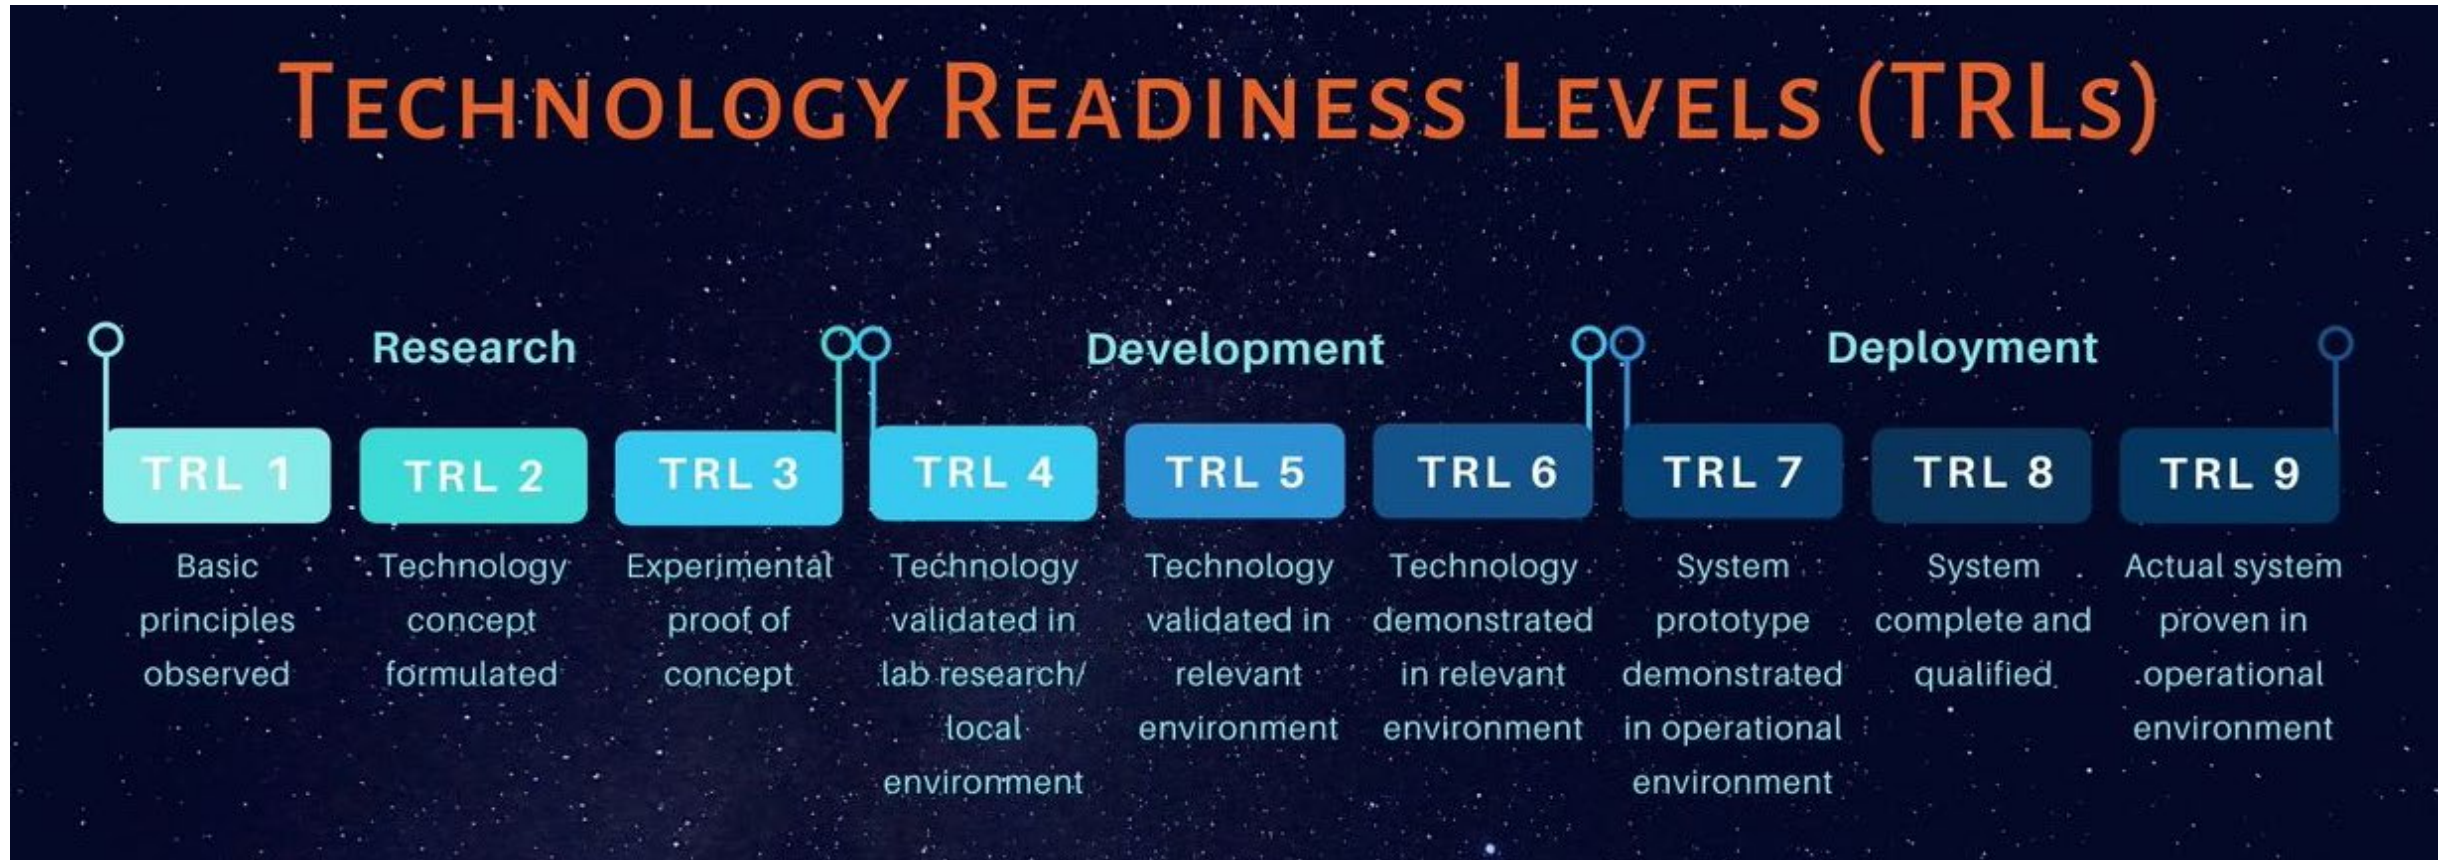 TECHNOLOGY READINESS LEVELS (TRLS)
Research
Development
Deployment
TRL 1
TRL 2
TRL 3
TRL 4
TRL 5
TRL 6
TRL 7
TRL 8
TRL 9
Basic
principles
observed
Technology
concept
formulated
Experimental
proof of
concept
Technology
validated in
lab research/
local
environment
Technology
validated in
relevant
environment
Technology
demonstrated
in relevant
environment
System
prototype
demonstrated
in operational
environment
System
complete and
qualified
Actual system
proven in
operational
environment